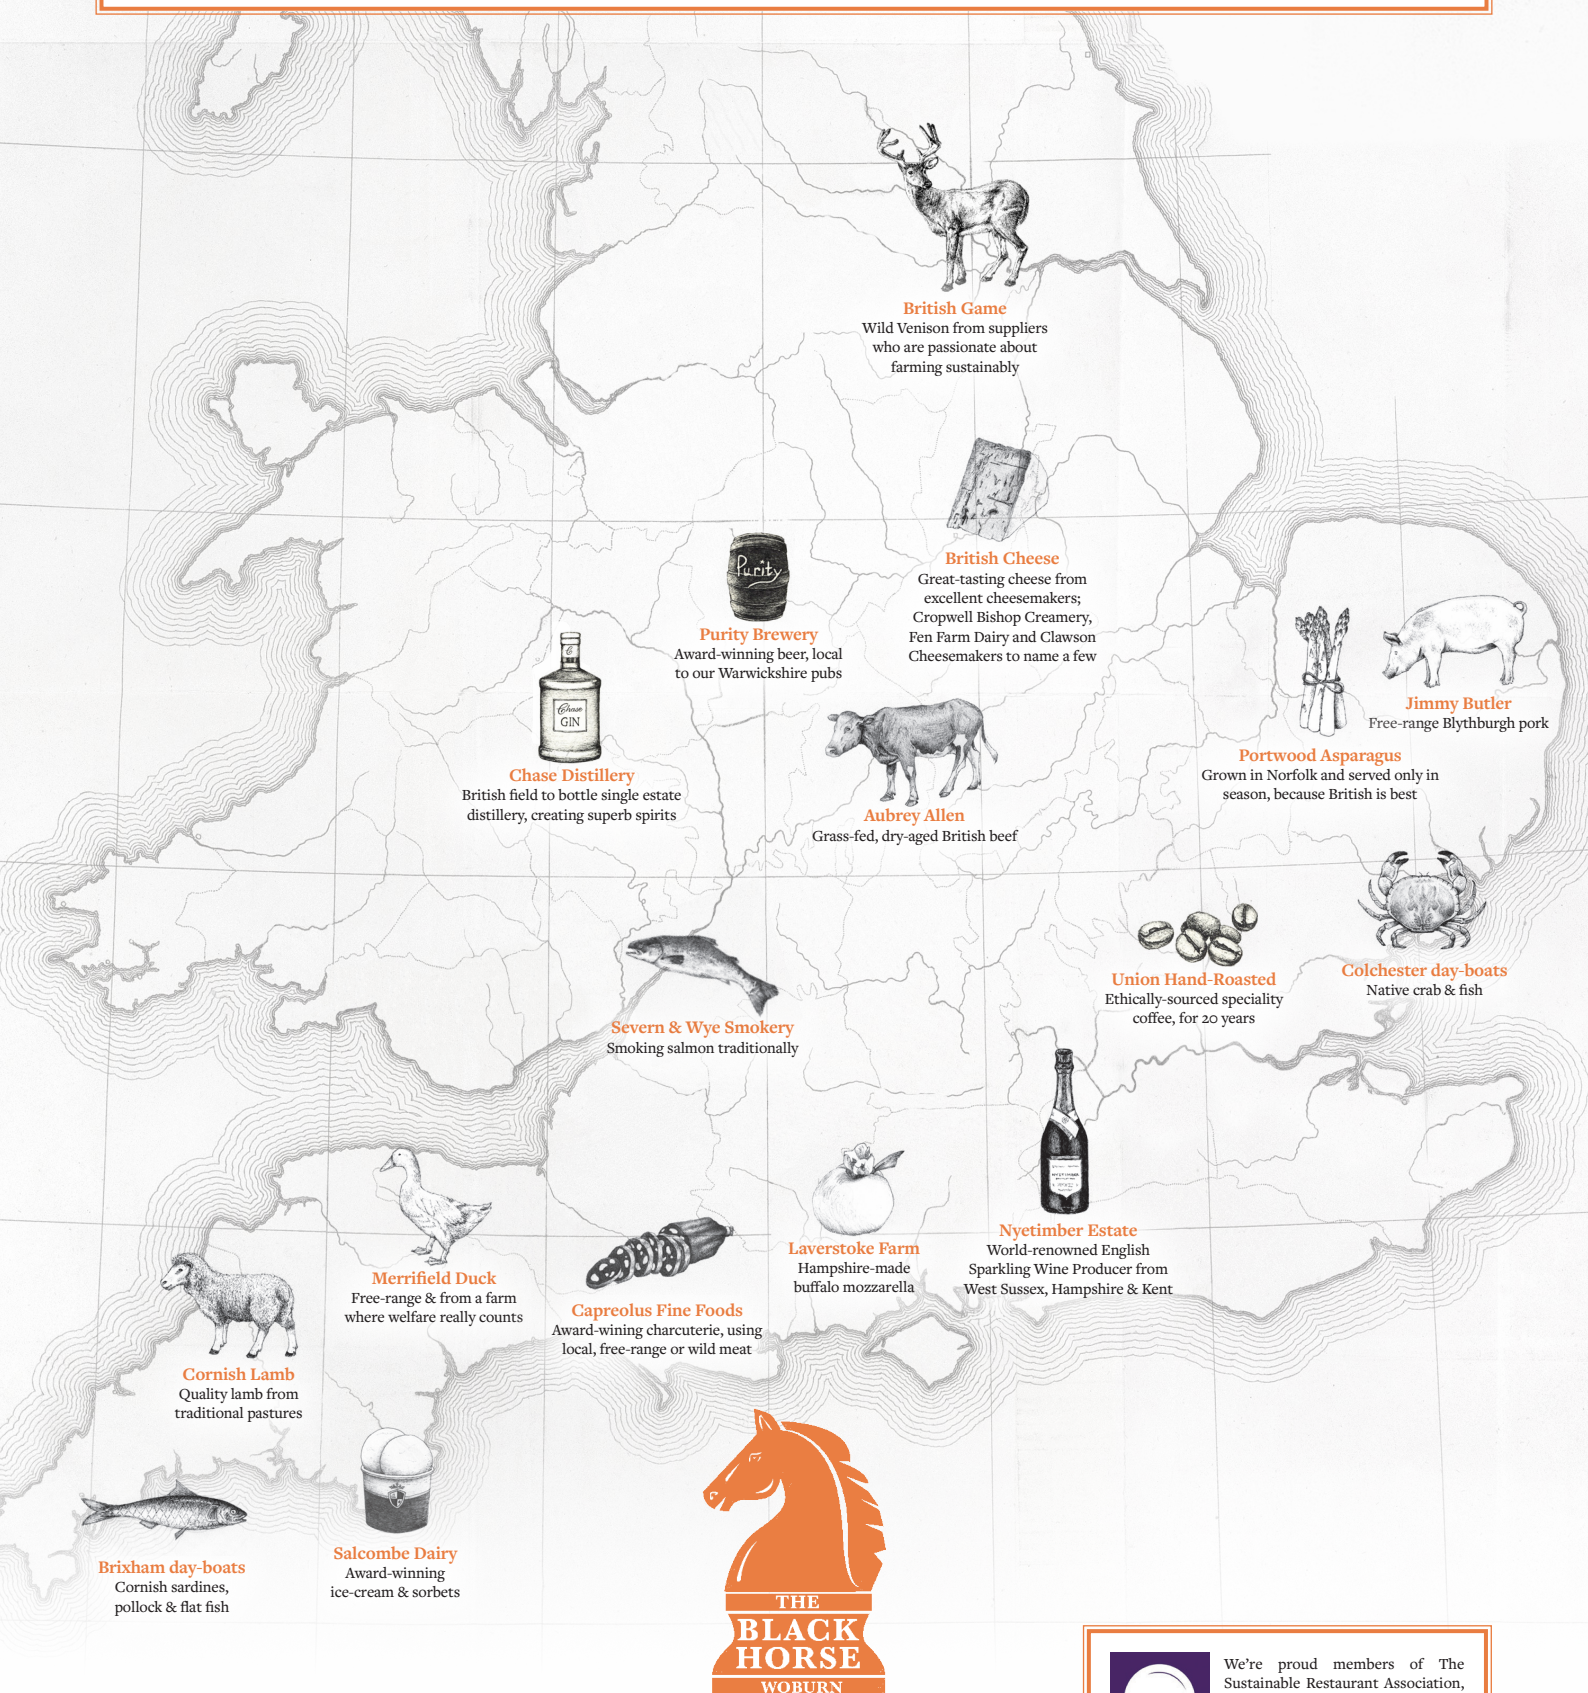 British Game
Wild Venison from suppliers
who are passionate about
farming sustainably
Purity
Purity Brewery
Award-winning beer, local
to our Warwickshire pubs
British Cheese
Great-tasting cheese from
excellent cheesemakers;
Cropwell Bishop Creamery,
Fen Farm Dairy and Clawson
Cheesemakers to name a few
Chase
GIN
Chase Distillery
British field to bottle single estate
distillery, creating superb spirits
Jimmy Butler
Free-range Blythburgh pork
Portwood Asparagus
Grown in Norfolk and served only in
season, because British is best
Aubrey Allen
Grass-fed, dry-aged British beef
Union Hand-Roasted
Ethically-sourced speciality
coffee, for 20 years
Colchester day-boats
Native crab & fish
Severn & Wye Smokery
Smoking salmon traditionally
Nyetimber Estate
World-renowned English
Sparkling Wine Producer from
West Sussex, Hampshire & Kent
Laverstoke Farm
Hampshire-made
buffalo mozzarella
Merrifield Duck
Free-range & from a farm
where welfare really counts
Capreolus Fine Foods
Award-wining charcuterie, using
local, free-range or wild meat
Cornish Lamb
Quality lamb from
traditional pastures
Brixham day-boats
Cornish sardines,
pollock & flat fish
Salcombe Dairy
Award-winning
ice-cream & sorbets
THE
BLACK
HORSE
WOBURN
We're proud members of The
Sustainable Restaurant Association,